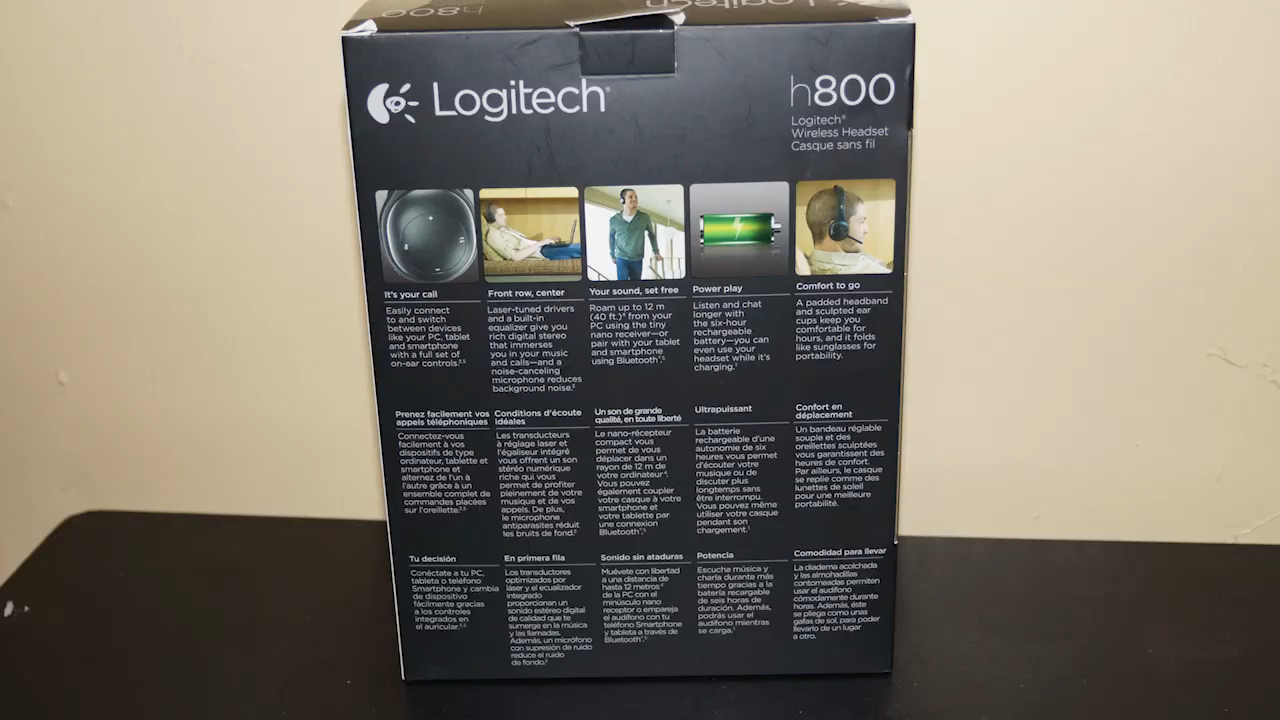 h800
Logitech
Logitech
h800
Logitech®
Wireless Headset
Casque sans fil
It's your call
Easily connect
to and switch
between devices
like your PC, tablet
and smartphone
with a full set of
on-ear controls.³,⁵
Front row, center
Laser-tuned drivers
and a built-in
equalizer give you
rich digital stereo
that immerses
you in your music
and calls—and a
noise-canceling
microphone reduces
background noise.²
Your sound, set free
Roam up to 12 m
(40 ft.)⁴ from your
PC using the tiny
nano receiver—or
pair with your tablet
and smartphone
using Bluetooth®.⁵
Power play
Listen and chat
longer with
the six-hour
rechargeable
battery—you can
even use your
headset while it's
charging.¹
Comfort to go
A padded headband
and sculpted ear
cups keep you
comfortable for
hours, and it folds
like sunglasses for
portability.
Prenez facilement vos
appels téléphoniques
Connectez-vous
facilement à vos
dispositifs de type
ordinateur, tablette et
smartphone et
alternez de l'un à
l'autre grâce à un
ensemble complet de
commandes placées
sur l'oreillette.³,⁵
Conditions d'écoute
idéales
Les transducteurs
à réglage laser et
l'égaliseur intégré
vous offrent un son
stéréo numérique
riche qui vous
permet de profiter
pleinement de votre
musique et de vos
appels. De plus,
le microphone
antiparasites réduit
les bruits de fond.²
Un son de grande
qualité, en toute liberté
Le nano-récepteur
compact vous
permet de vous
déplacer dans un
rayon de 12 m de
votre ordinateur⁴.
Vous pouvez
également coupler
votre casque à votre
smartphone et
votre tablette par
une connexion
Bluetooth®.⁵
Ultrapuissant
La batterie
rechargeable d'une
autonomie de six
heures vous permet
d'écouter votre
musique ou de
discuter plus
longtemps sans
être interrompu.
Vous pouvez même
utiliser votre casque
pendant son
chargement.¹
Confort en
déplacement
Un bandeau réglable
souple et des
oreillettes sculptées
vous garantissent des
heures de confort.
Par ailleurs, le casque
se replie comme des
lunettes de soleil
pour une meilleure
portabilité.
Tu decisión
Conéctate a tu PC,
tableta o teléfono
Smartphone y cambia
de dispositivo
fácilmente gracias
a los controles
integrados en
el auricular.³,⁵
En primera fila
Los transductores
optimizados por
láser y el ecualizador
integrado
proporcionan un
sonido estéreo digital
de calidad que te
sumerge en la música
y las llamadas.
Además, un micrófono
con supresión de ruido
reduce el ruido
de fondo.²
Sonido sin ataduras
Muévete con libertad
a una distancia de
hasta 12 metros⁴
de la PC con el
minúsculo nano
receptor o empareja
el audífono con tu
teléfono Smartphone
y tableta a través de
Bluetooth®.⁵
Potencia
Escucha música y
charla durante más
tiempo gracias a la
batería recargable
de seis horas de
duración. Además,
podrás usar el
audífono mientras
se carga.¹
Comodidad para llevar
La diadema acolchada
y las almohadillas
contorneadas permiten
usar el audífono
cómodamente durante
horas. Además, éste
se pliega como unas
gafas de sol, para poder
llevarlo de un lugar
a otro.